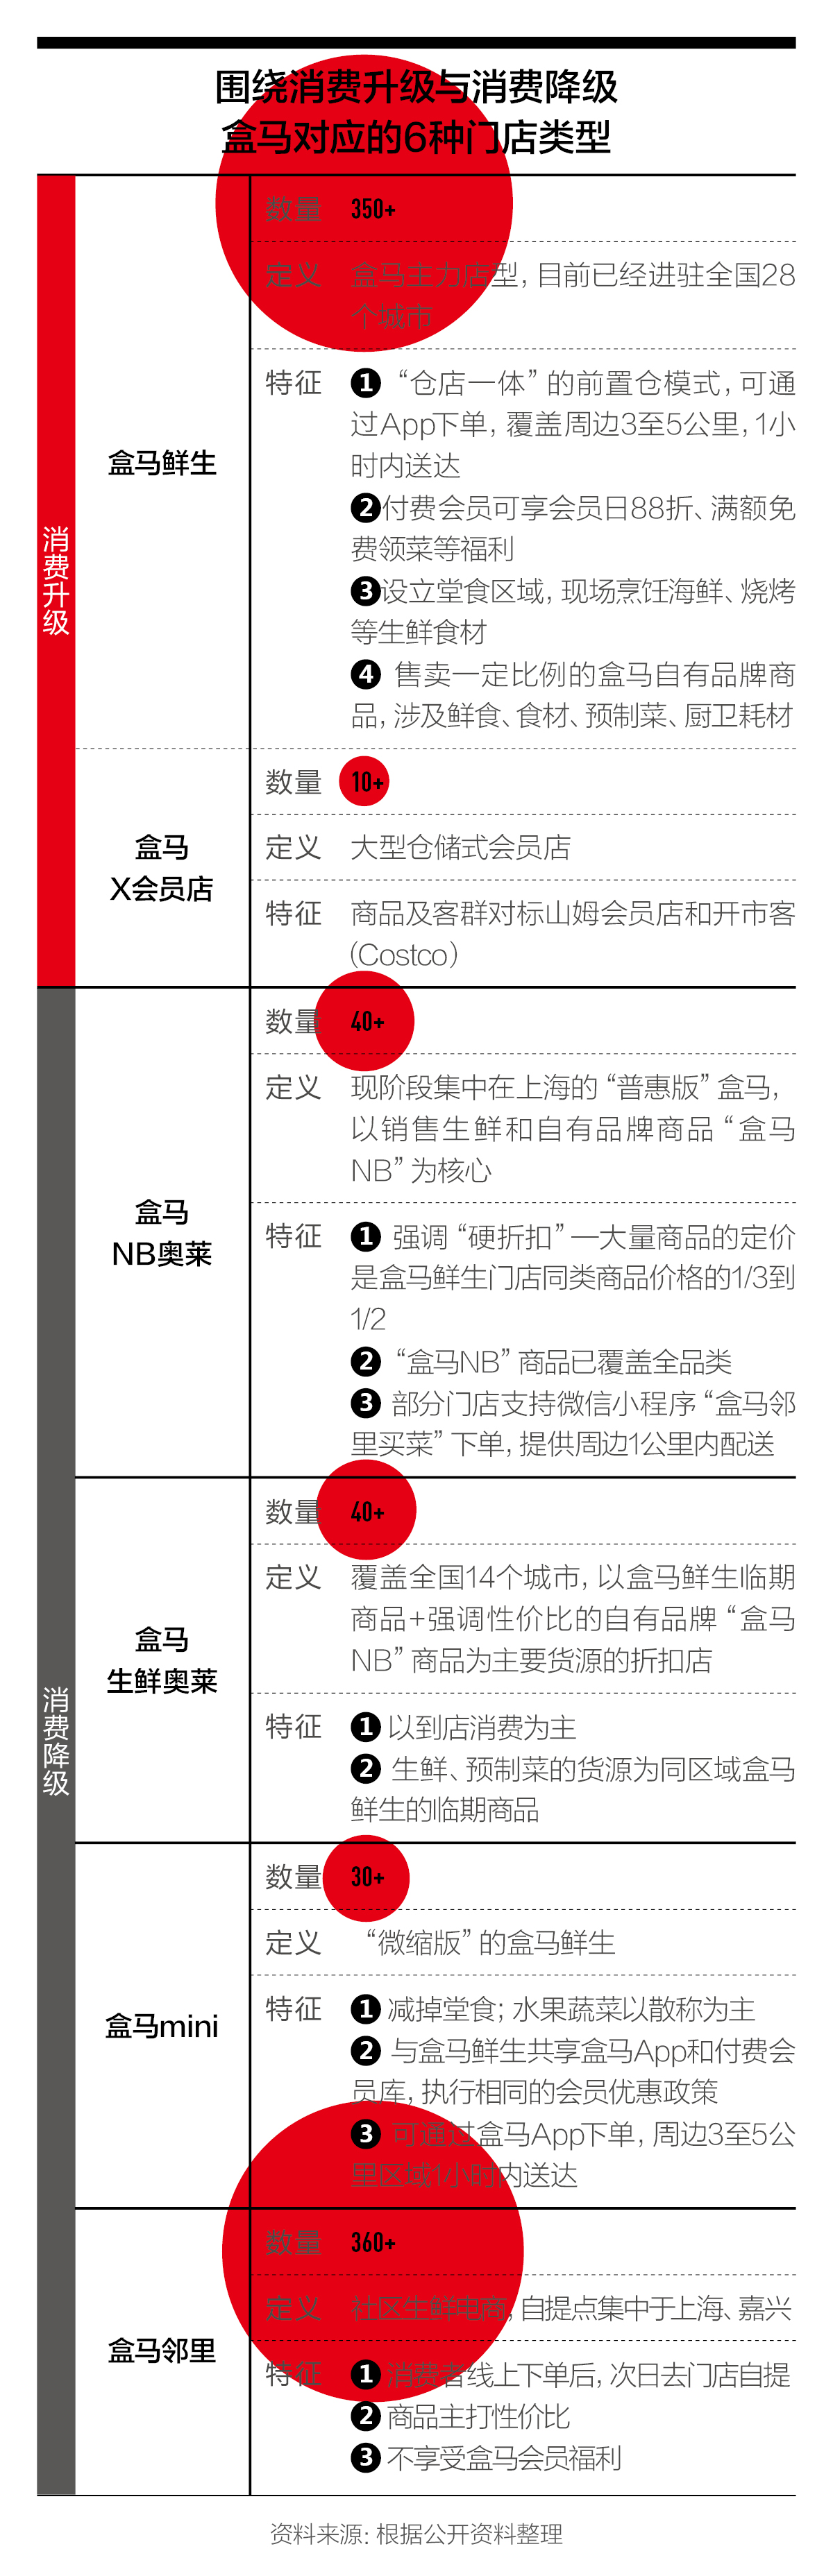 围绕消费升级与消费降级
盒马对应的6种门店类型
消费升级
盒马鲜生
数量 350+
定义 盒马主力店型，目前已经进驻全国28
个城市
特征 ❶ “仓店一体” 的前置仓模式，可通
过App下单，覆盖周边3至5公里，1小
时内送达
❷付费会员可享会员日88折、满额免
费领菜等福利
❸设立堂食区域，现场烹饪海鲜、烧烤
等生鲜食材
❹ 售卖一定比例的盒马自有品牌商
品，涉及鲜食、食材、预制菜、厨卫耗材
盒马
X会员店
数量 10+
定义 大型仓储式会员店
特征 商品及客群对标山姆会员店和开市客
（Costco）
消费降级
盒马
NB奥莱
数量 40+
定义 现阶段集中在上海的 “普惠版” 盒马，
以销售生鲜和自有品牌商品 “盒马
NB” 为核心
特征 ❶ 强调 “硬折扣” —大量商品的定价
是盒马鲜生门店同类商品价格的1/3到
1/2
❷ “盒马NB” 商品已覆盖全品类
❸ 部分门店支持微信小程序 “盒马邻
里买菜” 下单，提供周边1公里内配送
盒马
生鲜奥莱
数量 40+
定义 覆盖全国14个城市，以盒马鲜生临期
商品+强调性价比的自有品牌 “盒马
NB” 商品为主要货源的折扣店
特征 ❶ 以到店消费为主
❷ 生鲜、预制菜的货源为同区域盒马
鲜生的临期商品
盒马mini
数量 30+
定义 “微缩版” 的盒马鲜生
特征 ❶ 减掉堂食；水果蔬菜以散称为主
❷ 与盒马鲜生共享盒马App和付费会
员库，执行相同的会员优惠政策
❸ 可通过盒马App下单，周边3至5公
里区域1小时内送达
盒马邻里
数量 360+
定义 社区生鲜电商，自提点集中于上海、嘉兴
特征 ❶ 消费者线上下单后，次日去门店自提
❷ 商品主打性价比
❸ 不享受盒马会员福利
资料来源：根据公开资料整理